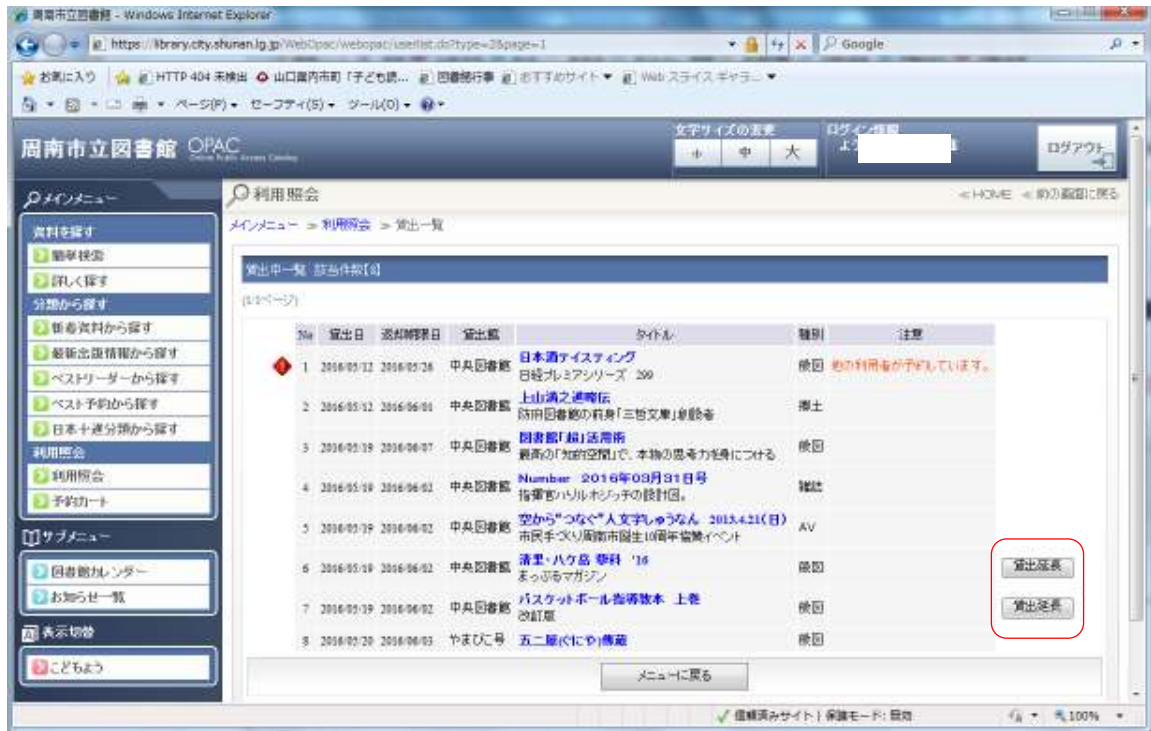 周南市立図書館 - Windows Internet Explorer
https://library.city.shunan.lg.jp/WebOpac/webopac/userlist.do?type=2&page=1
Google
お気に入り HTTP 404 未検出 山口県内市町「子ども読... 図書館行事 おすすめサイト Web スライス ギャラ...
ページ(P) セーフティ(S) ツール(O)
周南市立図書館 OPAC
Online Public Access Catalog
文字サイズの変更
小 中 大
ログイン情報
よう
ログアウト
メインメニュー
資料を探す
簡単検索
詳しく探す
分類から探す
新着資料から探す
最新出版情報から探す
ベストリーダーから探す
ベスト予約から探す
日本十進分類から探す
利用照会
利用照会
予約カート
サブメニュー
図書館カレンダー
お知らせ一覧
表示切替
こどもよう
利用照会
≪HOME ≪前の画面に戻る
メインメニュー ≫ 利用照会 ≫ 貸出一覧
貸出中一覧 該当件数【8】
(1/1ページ)
No 貸出日 返却期限日 貸出館 タイトル 種別 注意
1 2016/05/12 2016/05/26 中央図書館 日本酒テイスティング 般図 他の利用者が予約しています。
日経プレミアシリーズ 299
2 2016/05/12 2016/06/01 中央図書館 上山満之進略伝 郷土
防府図書館の前身「三哲文庫」創設者
3 2016/05/19 2016/06/07 中央図書館 図書館「超」活用術 般図
最高の「知的空間」で、本物の思考力を身につける
4 2016/05/19 2016/06/02 中央図書館 Number 2016年03月31日号 雑誌
指揮官ハリルホジッチの設計図。
5 2016/05/19 2016/06/02 中央図書館 空から"つなぐ"人文字しゅうなん 2013.4.21(日) AV
市民手づくり周南市誕生10周年協賛イベント
6 2016/05/19 2016/06/02 中央図書館 清里・八ケ岳 蓼科 '16 般図 貸出延長
まっぷるマガジン
7 2016/05/19 2016/06/02 中央図書館 バスケットボール指導教本 上巻 般図 貸出延長
改訂版
8 2016/05/20 2016/06/03 やまびこ号 五二屋(ぐにや)傳蔵 般図
メニューに戻る
信頼済みサイト | 保護モード: 無効
100%